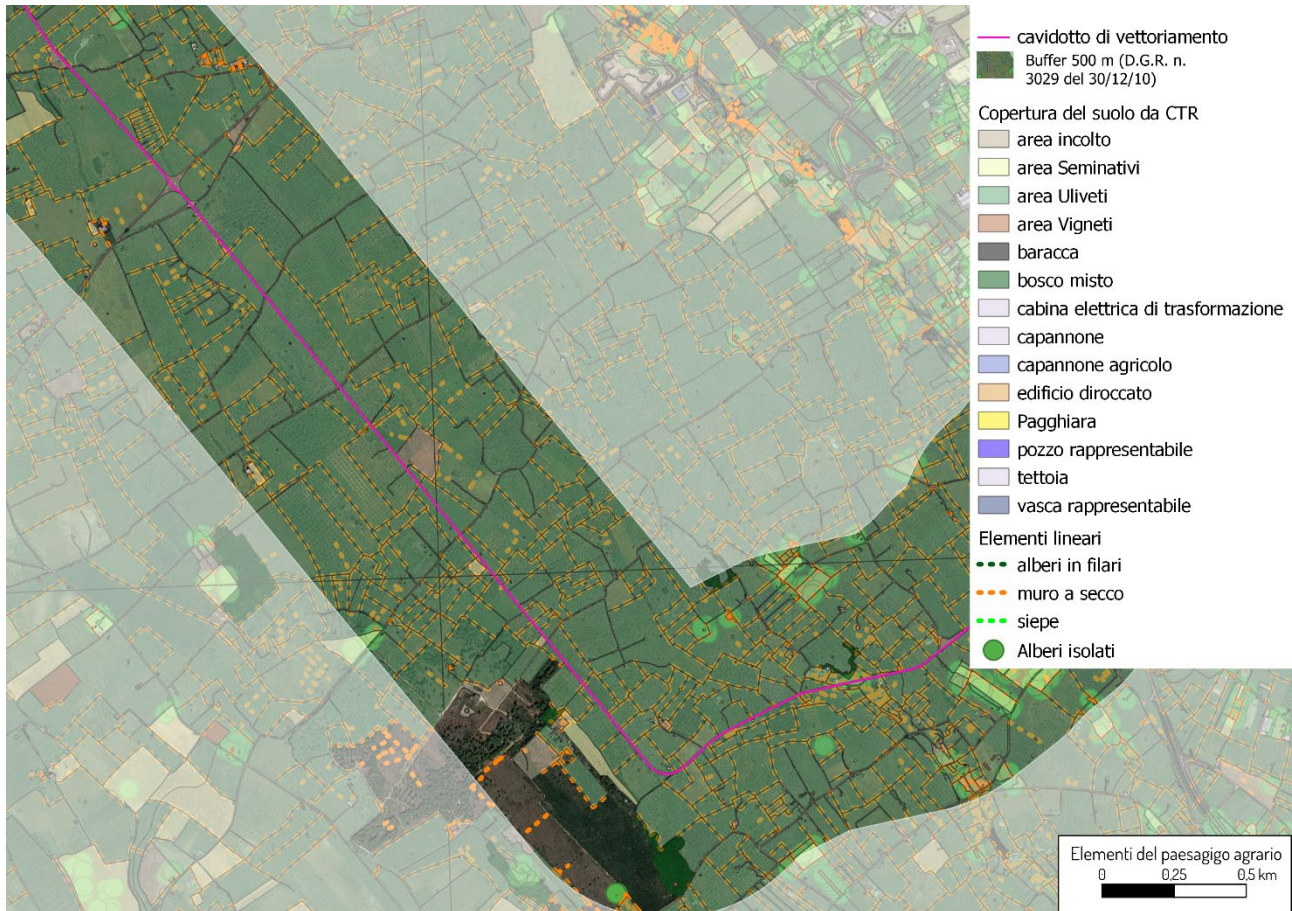 cavidotto di vettoriamento
Buffer 500 m (D.G.R. n.
3029 del 30/12/10)
Copertura del suolo da CTR
area incolto
area Seminativi
area Uliveti
area Vigneti
baracca
bosco misto
cabina elettrica di trasformazione
capannone
capannone agricolo
edificio diroccato
Pagghiara
pozzo rappresentabile
tettoia
vasca rappresentabile
Elementi lineari
alberi in filari
muro a secco
siepe
Alberi isolati
Elementi del paesagigo agrario
0 0,25 0,5 km